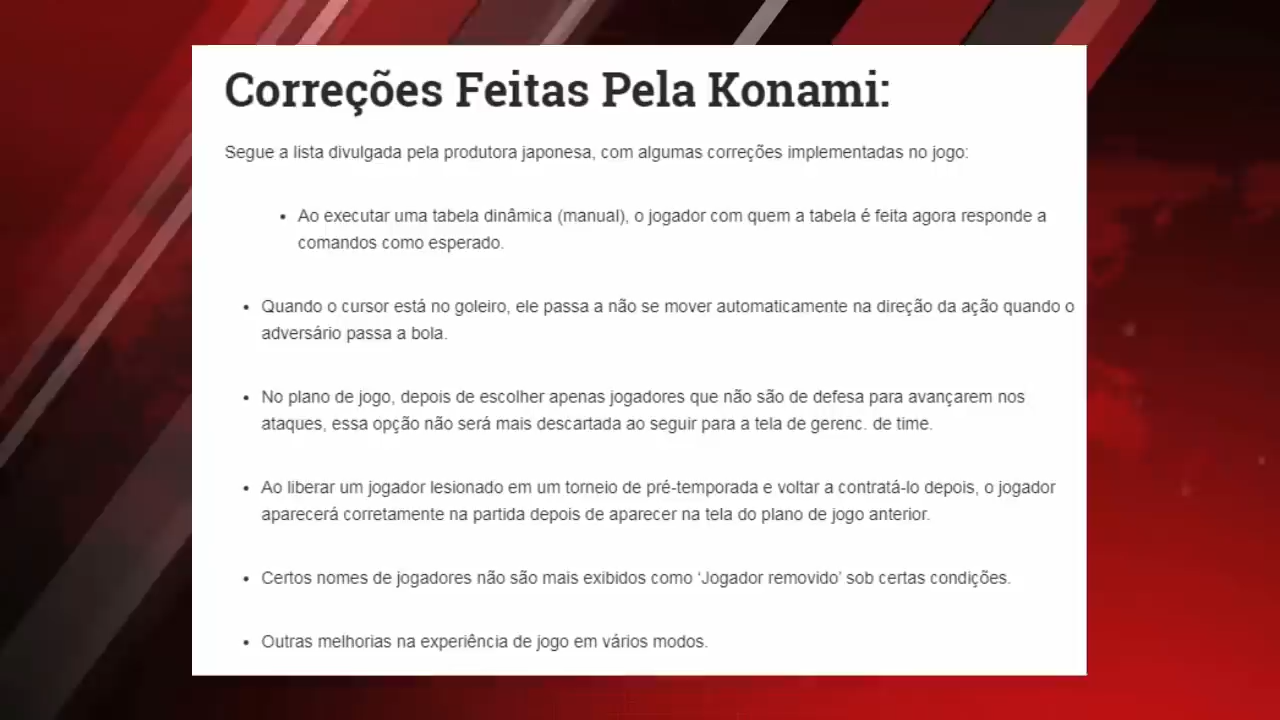 Correções Feitas Pela Konami:
Segue a lista divulgada pela produtora japonesa, com algumas correções implementadas no jogo:
• Ao executar uma tabela dinâmica (manual), o jogador com quem a tabela é feita agora responde a
comandos como esperado.
• Quando o cursor está no goleiro, ele passa a não se mover automaticamente na direção da ação quando o
adversário passa a bola.
• No plano de jogo, depois de escolher apenas jogadores que não são de defesa para avançarem nos
ataques, essa opção não será mais descartada ao seguir para a tela de gerenc. de time.
• Ao liberar um jogador lesionado em um torneio de pré-temporada e voltar a contratá-lo depois, o jogador
aparecerá corretamente na partida depois de aparecer na tela do plano de jogo anterior.
• Certos nomes de jogadores não são mais exibidos como ‘Jogador removido’ sob certas condições.
• Outras melhorias na experiência de jogo em vários modos.